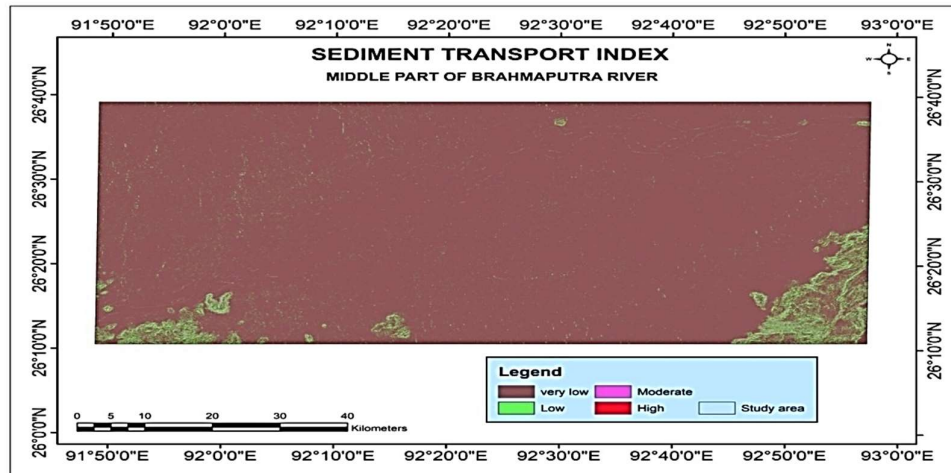 91°50'0"E 92°0'0"E 92°10'0"E 92°20'0"E 92°30'0"E 92°40'0"E 92°50'0"E 93°0'0"E
SEDIMENT TRANSPORT INDEX
MIDDLE PART OF BRAHMAPUTRA RIVER
N
W E
S
26°40'0"N 26°40'0"N
26°30'0"N 26°30'0"N
26°20'0"N 26°20'0"N
26°10'0"N 26°10'0"N
26°0'0"N 26°0'0"N
Legend
very low Moderate
Low High Study area
0 5 10 20 30 40
Kilometers
91°50'0"E 92°0'0"E 92°10'0"E 92°20'0"E 92°30'0"E 92°40'0"E 92°50'0"E 93°0'0"E